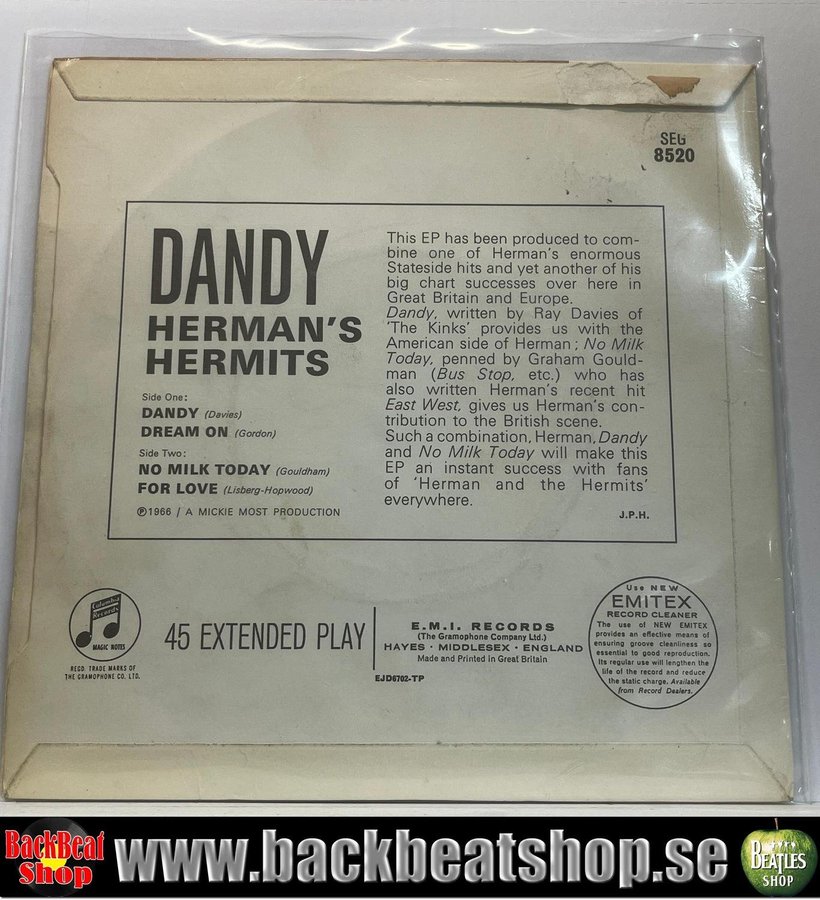 SEG
8520
DANDY
HERMAN'S
HERMITS
Side One:
DANDY (Davies)
DREAM ON (Gordon)
Side Two:
NO MILK TODAY (Gouldham)
FOR LOVE (Lisberg-Hopwood)
℗1966 / A MICKIE MOST PRODUCTION
This EP has been produced to com-
bine one of Herman's enormous
Stateside hits and yet another of his
big chart successes over here in
Great Britain and Europe.
Dandy, written by Ray Davies of
'The Kinks' provides us with the
American side of Herman; No Milk
Today, penned by Graham Gould-
man (Bus Stop, etc.) who has
also written Herman's recent hit
East West, gives us Herman's con-
tribution to the British scene.
Such a combination, Herman, Dandy
and No Milk Today will make this
EP an instant success with fans
of 'Herman and the Hermits'
everywhere.
J.P.H.
Columbia
Records
MAGIC NOTES
REGD. TRADE MARKS OF
THE GRAMOPHONE CO. LTD.
45 EXTENDED PLAY
E.M.I. RECORDS
(The Gramophone Company Ltd.)
HAYES · MIDDLESEX · ENGLAND
Made and Printed in Great Britain
EJD6702-TP
Use NEW
EMITEX
RECORD CLEANER
The use of NEW EMITEX
provides an effective means of
ensuring groove cleanliness so
essential to good reproduction.
Its regular use will lengthen the
life of the record and reduce
the static charge. Available
from Record Dealers.
BackBeat
Shop
www.backbeatshop.se
BEATLES
SHOP